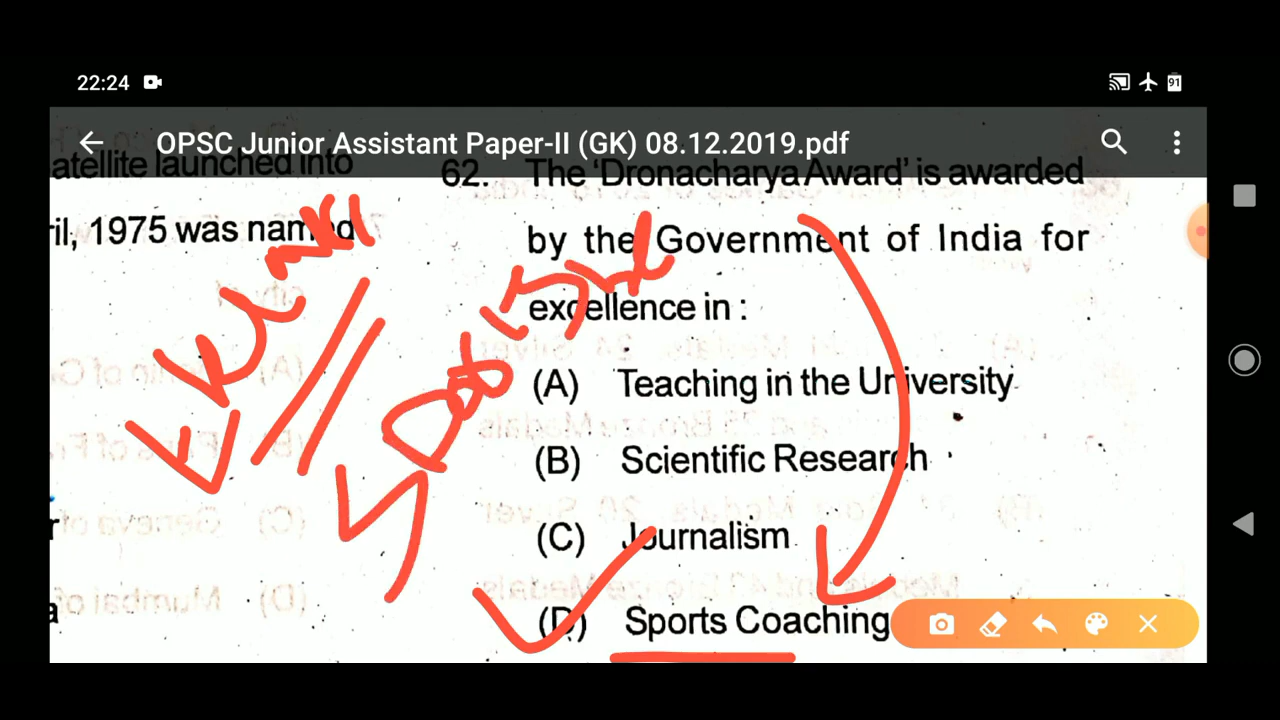 22:24
91
OPSC Junior Assistant Paper-II (GK) 08.12.2019.pdf
atellite launched into
ril, 1975 was named
62. The 'Dronacharya Award' is awarded
by the Government of India for
excellence in :
(A) Teaching in the University
(B) Scientific Research
(C) Journalism
(D) Sports Coaching